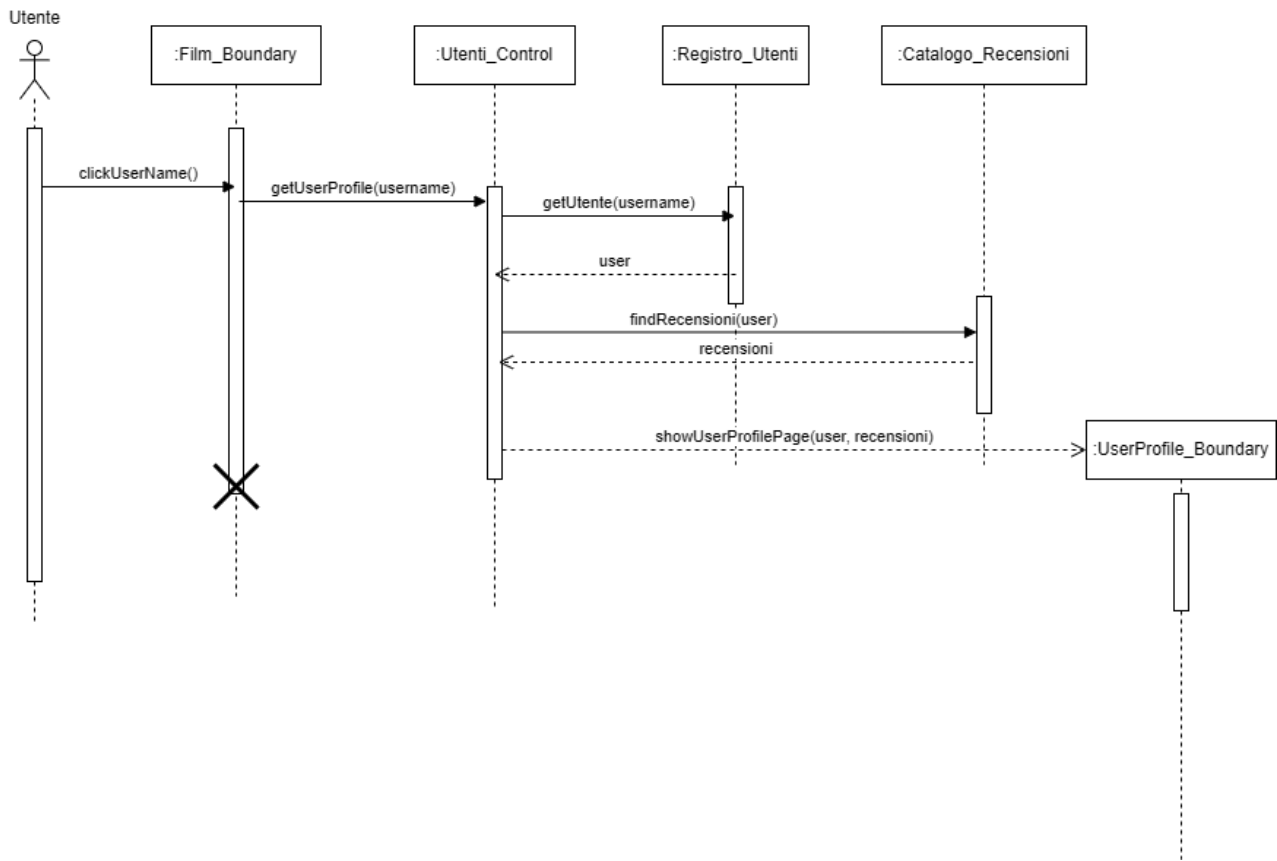 Utente
:Film_Boundary
:Utenti_Control
:Registro_Utenti
:Catalogo_Recensioni
clickUserName()
getUserProfile(username)
getUtente(username)
user
findRecensioni(user)
recensioni
showUserProfilePage(user, recensioni)
:UserProfile_Boundary